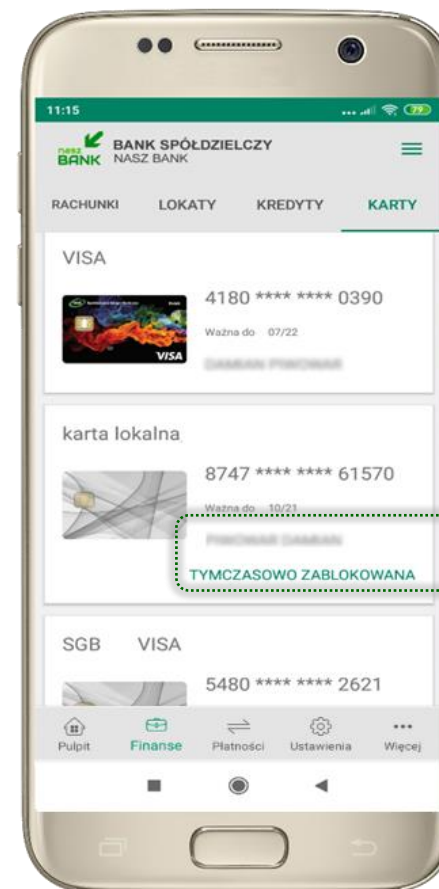 11:15
79
nasz BANK
BANK SPÓŁDZIELCZY
NASZ BANK
RACHUNKI LOKATY KREDYTY KARTY
VISA
4180 **** **** 0390
Ważna do 07/22
VISA
karta lokalna
8747 **** **** 61570
Ważna do 10/21
TYMCZASOWO ZABLOKOWANA
SGB VISA
5480 **** **** 2621
Pulpit Finanse Płatności Ustawienia Więcej